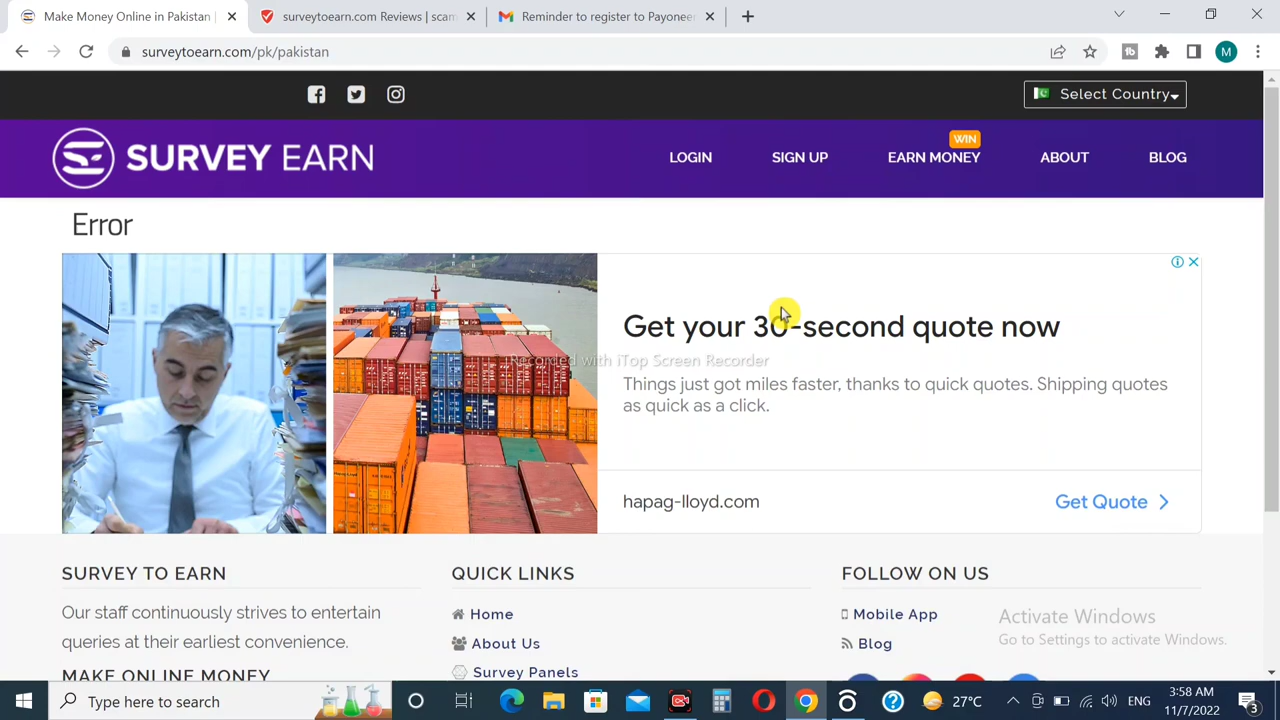 Make Money Online in Pakistan |
surveytoearn.com Reviews | scam
Reminder to register to Payoneer
surveytoearn.com/pk/pakistan
M
Select Country
SURVEY EARN
LOGIN
SIGN UP
WIN
EARN MONEY
ABOUT
BLOG
Error
Get your 30-second quote now
Recorded with iTop Screen Recorder
Things just got miles faster, thanks to quick quotes. Shipping quotes
as quick as a click.
hapag-lloyd.com
Get Quote
SURVEY TO EARN
Our staff continuously strives to entertain
queries at their earliest convenience.
MAKE ONLINE MONEY
QUICK LINKS
Home
About Us
Survey Panels
FOLLOW ON US
Mobile App
Blog
Activate Windows
Go to Settings to activate Windows.
Type here to search
27°C
ENG
3:58 AM
11/7/2022
3